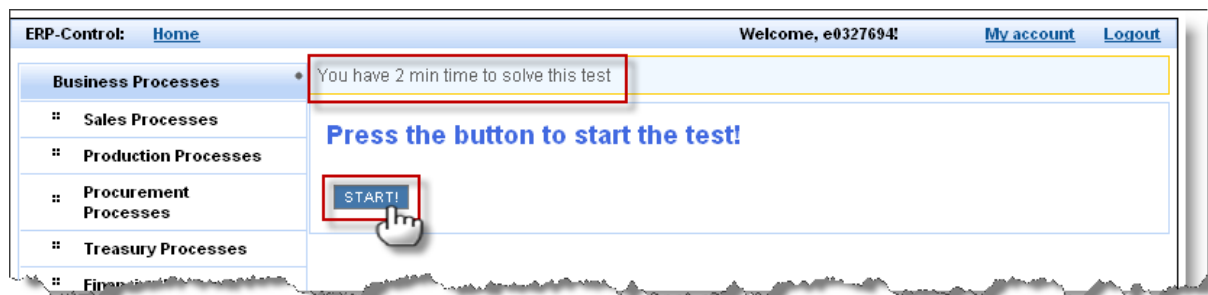 ERP-Control: Home Welcome, e0327694! My account Logout
Business Processes
You have 2 min time to solve this test
Sales Processes
Press the button to start the test!
Production Processes
Procurement
Processes
START!
Treasury Processes